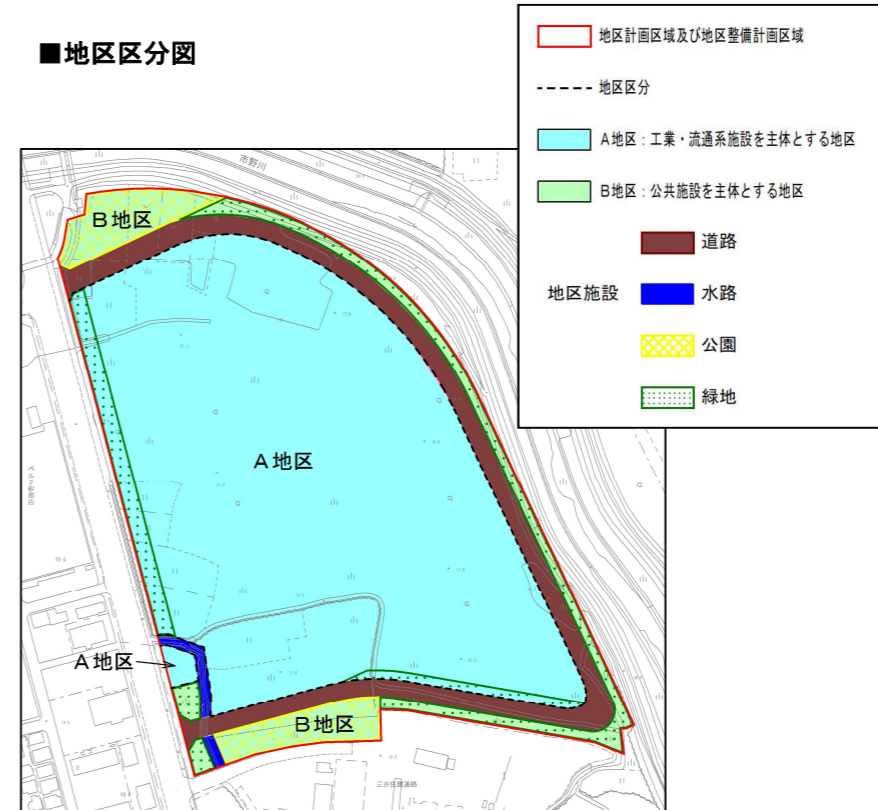 ■地区区分図
地区計画区域及び地区整備計画区域
地区区分
A地区：工業・流通系施設を主体とする地区
B地区：公共施設を主体とする地区
地区施設
道路
水路
公園
緑地
市野川
B地区
A地区
A地区
B地区